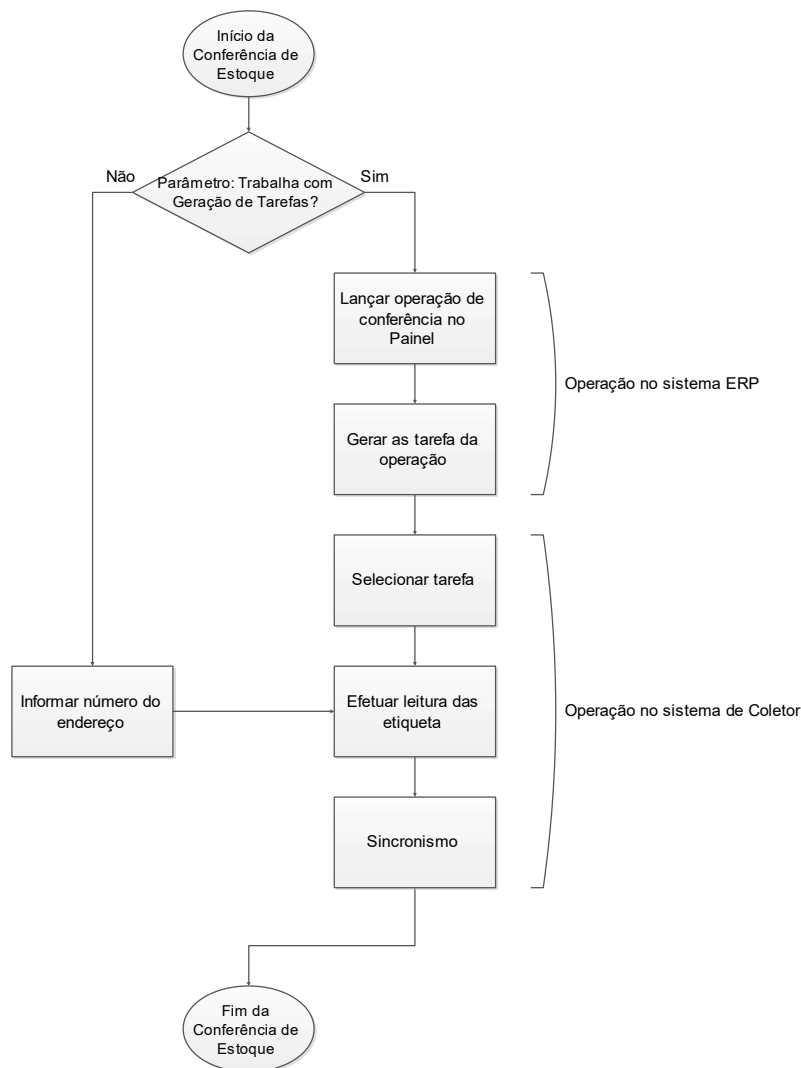 Início da
Conferência de
Estoque
Não
Parâmetro: Trabalha com
Geração de Tarefas?
Sim
Lançar operação de
conferência no
Painel
Operação no sistema ERP
Gerar as tarefa da
operação
Selecionar tarefa
Informar número do
endereço
Efetuar leitura das
etiqueta
Operação no sistema de Coletor
Sincronismo
Fim da
Conferência de
Estoque